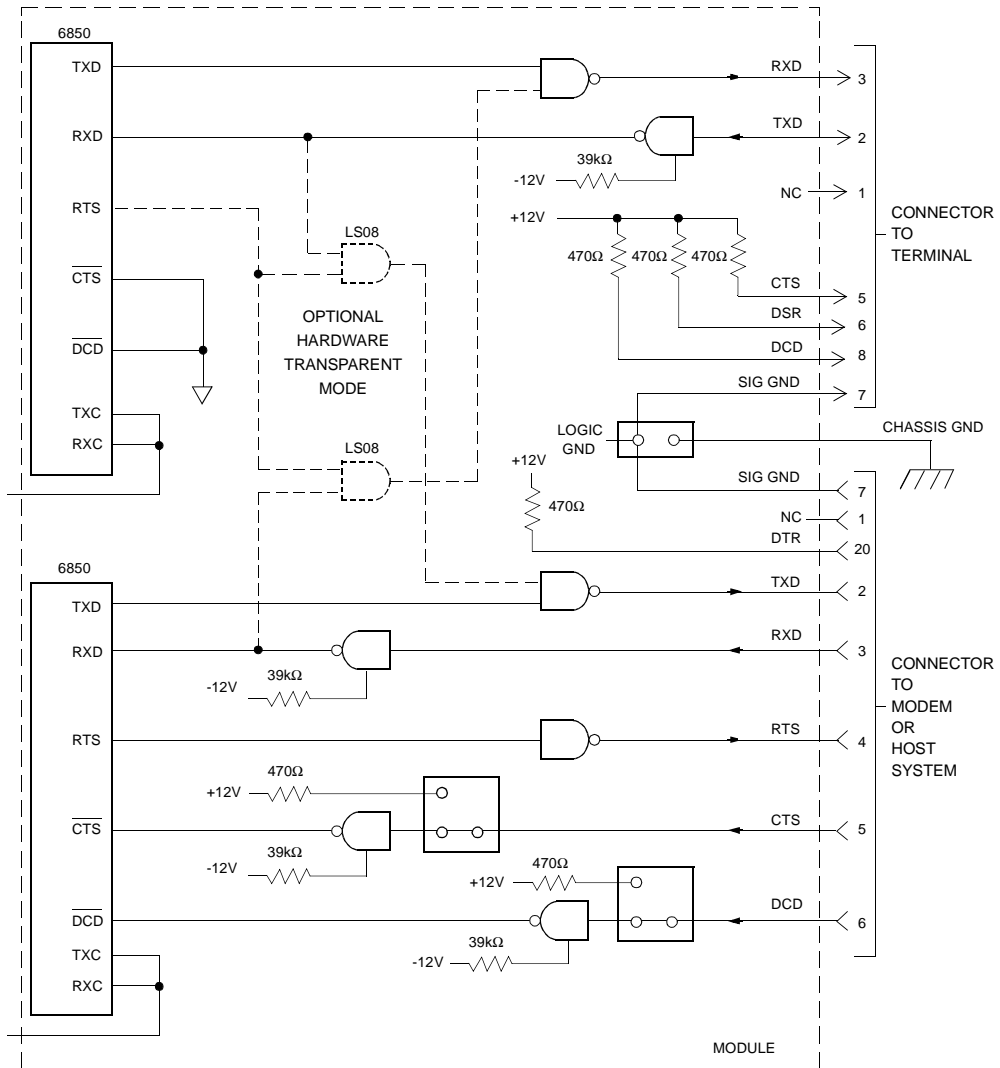 6850
TXD
RXD
3
RXD
TXD
2
39kΩ
-12V
NC
1
RTS
+12V
LS08
470Ω
470Ω
470Ω
CONNECTOR
TO
TERMINAL
CTS
CTS
5
DSR
6
OPTIONAL
HARDWARE
TRANSPARENT
MODE
DCD
DCD
8
SIG GND
7
TXC
RXC
LOGIC
GND
CHASSIS GND
LS08
+12V
470Ω
SIG GND
7
NC
1
DTR
20
6850
TXD
TXD
2
RXD
RXD
3
39kΩ
-12V
CONNECTOR
TO
MODEM
OR
HOST
SYSTEM
RTS
RTS
4
470Ω
+12V
CTS
CTS
5
39kΩ
-12V
470Ω
+12V
DCD
DCD
6
39kΩ
-12V
TXC
RXC
MODULE